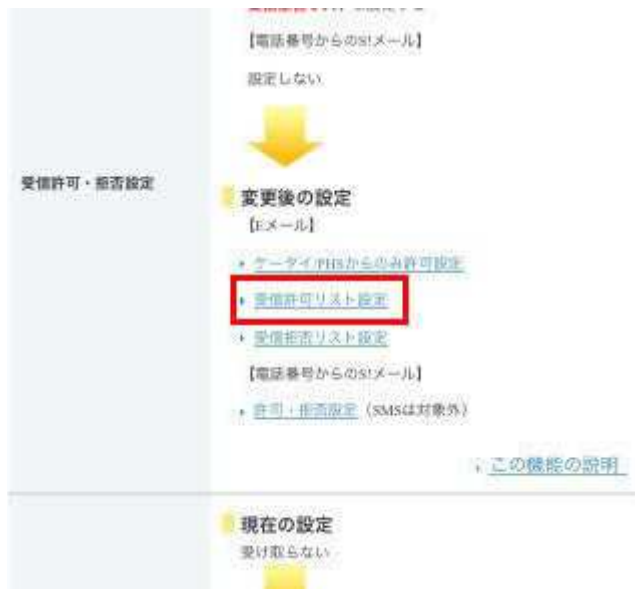 【電話番号からのS!メール】
設定しない
受信許可・拒否設定
変更後の設定
【Eメール】
ケータイ/PHSからのみ許可設定
受信許可リスト設定
受信拒否リスト設定
【電話番号からのS!メール】
許可・拒否設定（SMSは対象外）
この機能の説明
現在の設定
受け取らない